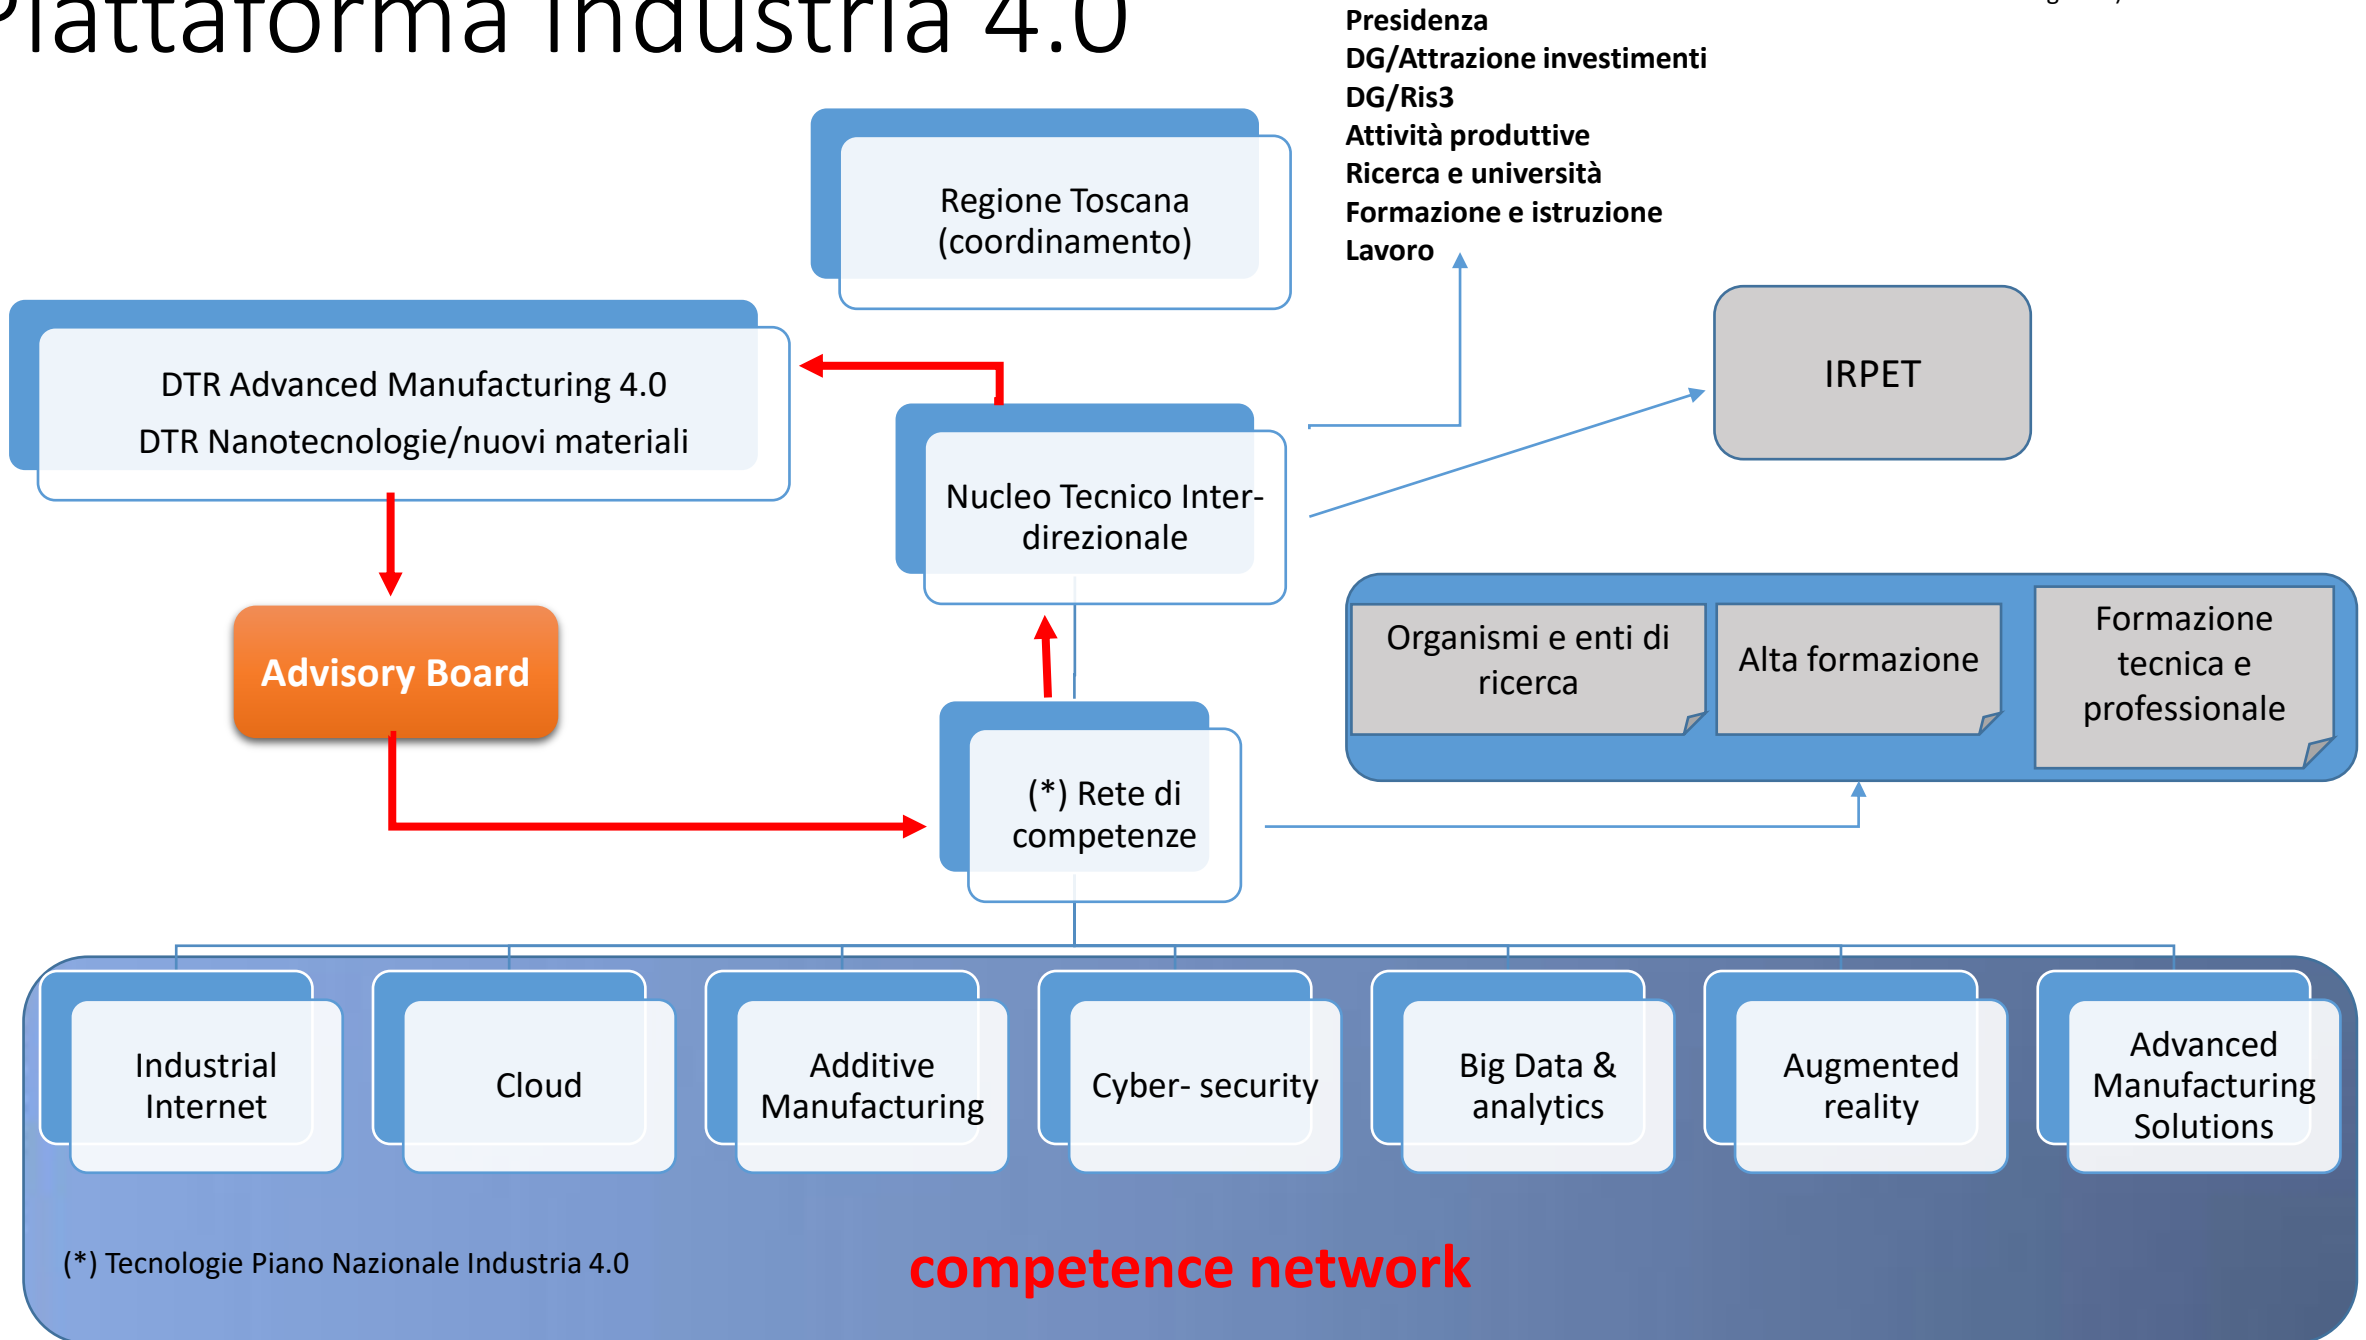 Piattaforma Industria 4.0
Presidenza
DG/Attrazione investimenti
DG/Ris3
Attività produttive
Ricerca e università
Formazione e istruzione
Lavoro
Regione Toscana
(coordinamento)
DTR Advanced Manufacturing 4.0
DTR Nanotecnologie/nuovi materiali
IRPET
Nucleo Tecnico Inter-
direzionale
Advisory Board
Organismi e enti di
ricerca
Alta formazione
Formazione
tecnica e
professionale
(*) Rete di
competenze
Industrial
Internet
Cloud
Additive
Manufacturing
Cyber- security
Big Data &
analytics
Augmented
reality
Advanced
Manufacturing
Solutions
(*) Tecnologie Piano Nazionale Industria 4.0
competence network